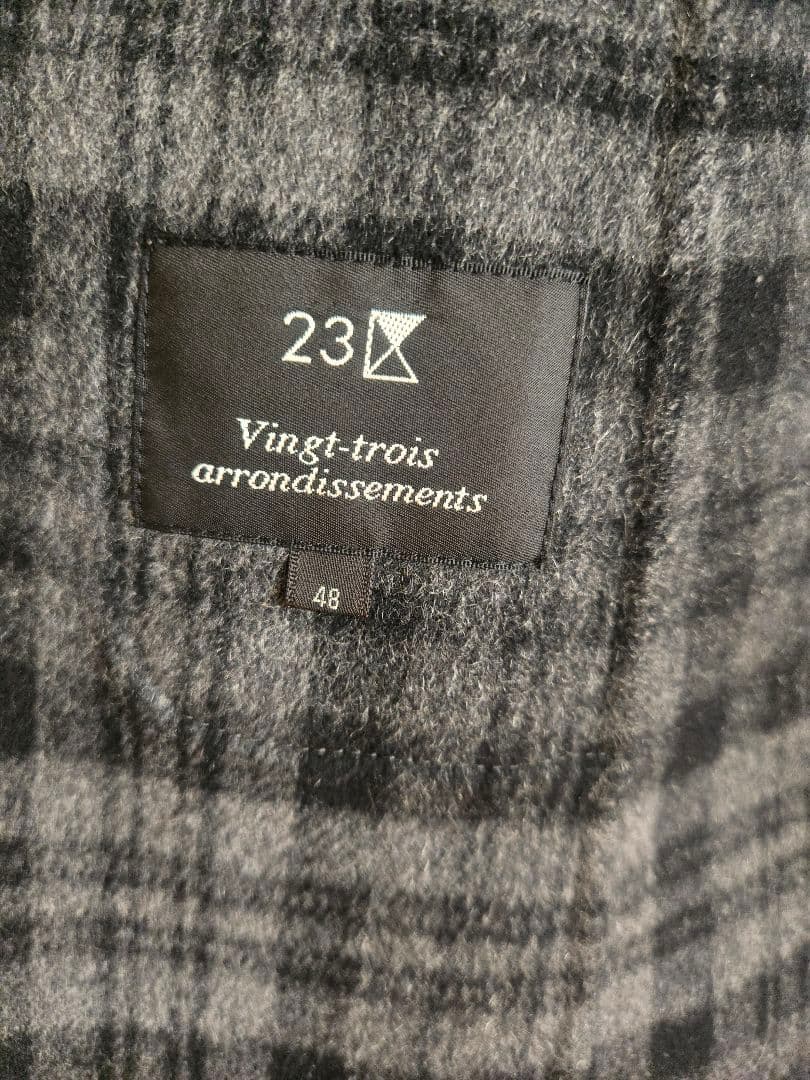 23
Vingt-trois
arrondissements
48